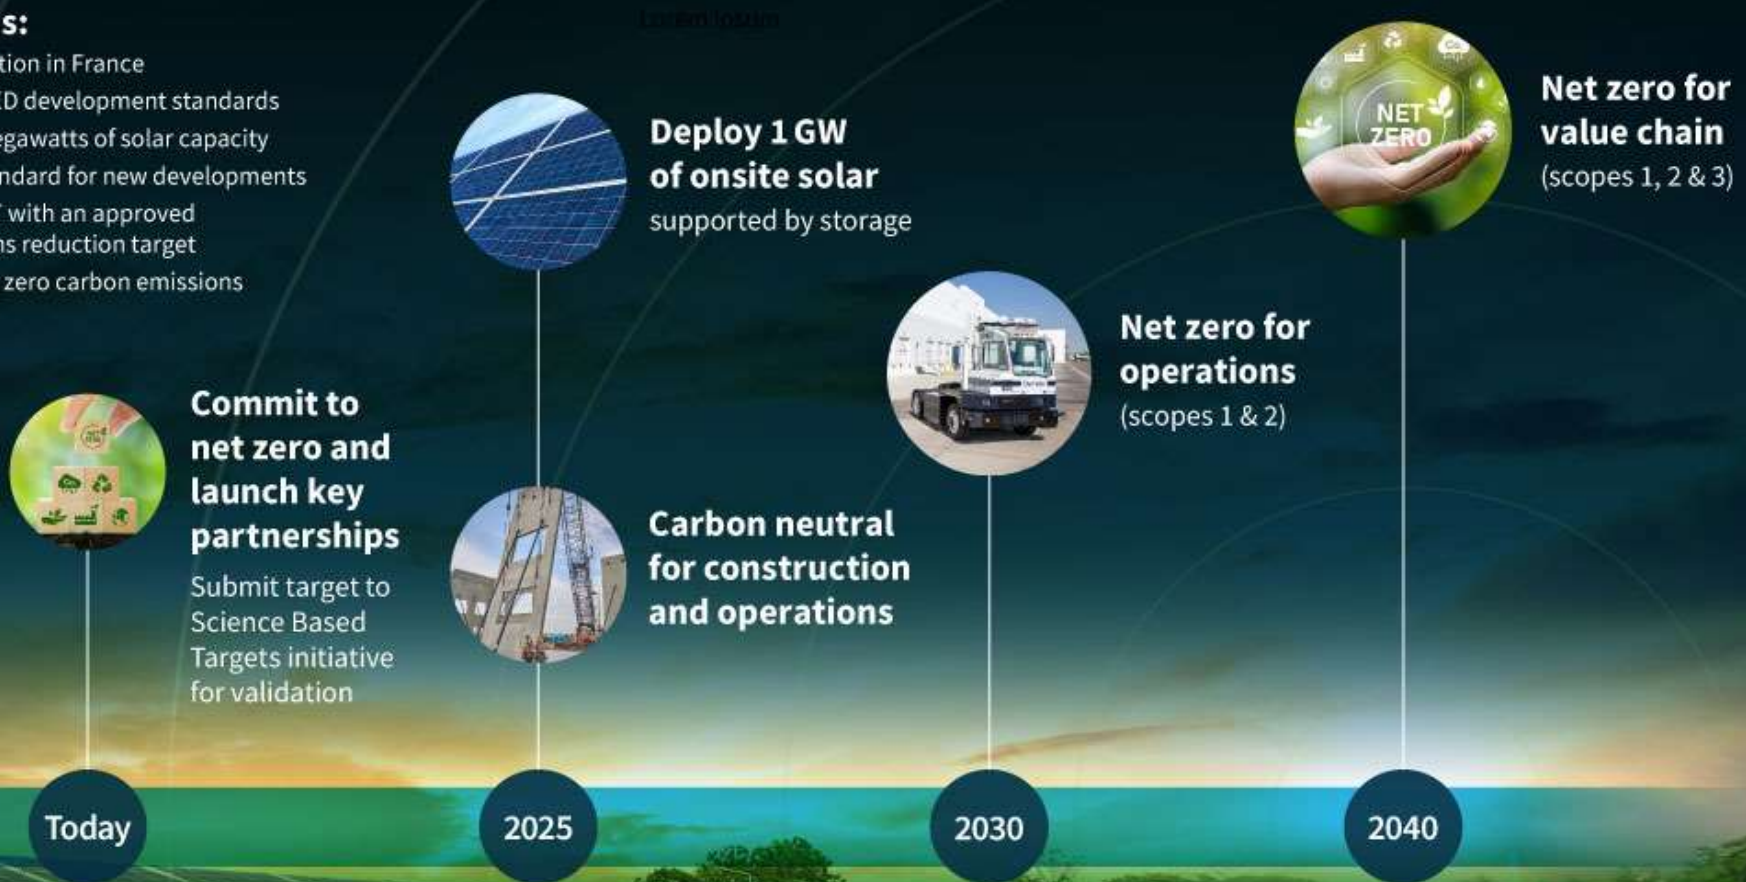 s:
tion in France
ED development standards
egawatts of solar capacity
ndard for new developments
with an approved
ns reduction target
zero carbon emissions
Lorem ipsum
Commit to
net zero and
launch key
partnerships
Submit target to
Science Based
Targets initiative
for validation
Deploy 1 GW
of onsite solar
supported by storage
Carbon neutral
for construction
and operations
Net zero for
operations
(scopes 1 & 2)
NET
ZERO
Net zero for
value chain
(scopes 1, 2 & 3)
Today
2025
2030
2040